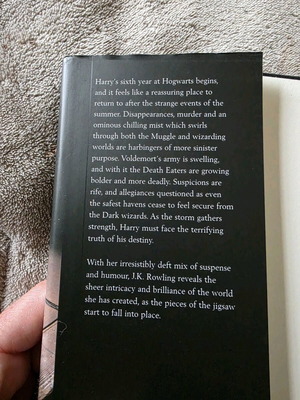 Harry's sixth year at Hogwarts begins,
and it feels like a reassuring place to
return to after the strange events of the
summer. Disappearances, murder and an
ominous chilling mist which swirls
through both the Muggle and wizarding
worlds are harbingers of more sinister
purpose. Voldemort's army is swelling,
and with it the Death Eaters are growing
bolder and more deadly. Suspicions are
rife, and allegiances questioned as even
the safest havens cease to feel secure from
the Dark wizards. As the storm gathers
strength, Harry must face the terrifying
truth of his destiny.
With her irresistibly deft mix of suspense
and humour, J.K. Rowling reveals the
sheer intricacy and brilliance of the world
she has created, as the pieces of the jigsaw
start to fall into place.